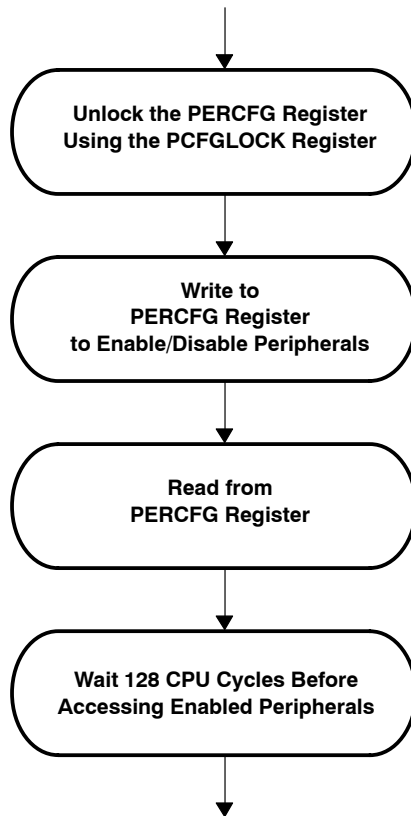 Unlock the PERCFG Register
Using the PCFGLOCK Register
Write to
PERCFG Register
to Enable/Disable Peripherals
Read from
PERCFG Register
Wait 128 CPU Cycles Before
Accessing Enabled Peripherals